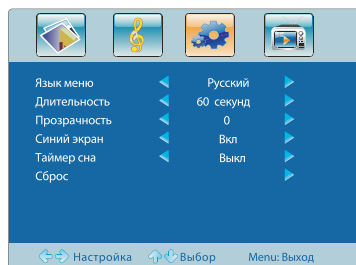 Язык меню Русский
Длительность 60 секунд
Прозрачность 0
Синий экран Вкл
Таймер сна Выкл
Сброс
Настройка Выбор Menu: Выход